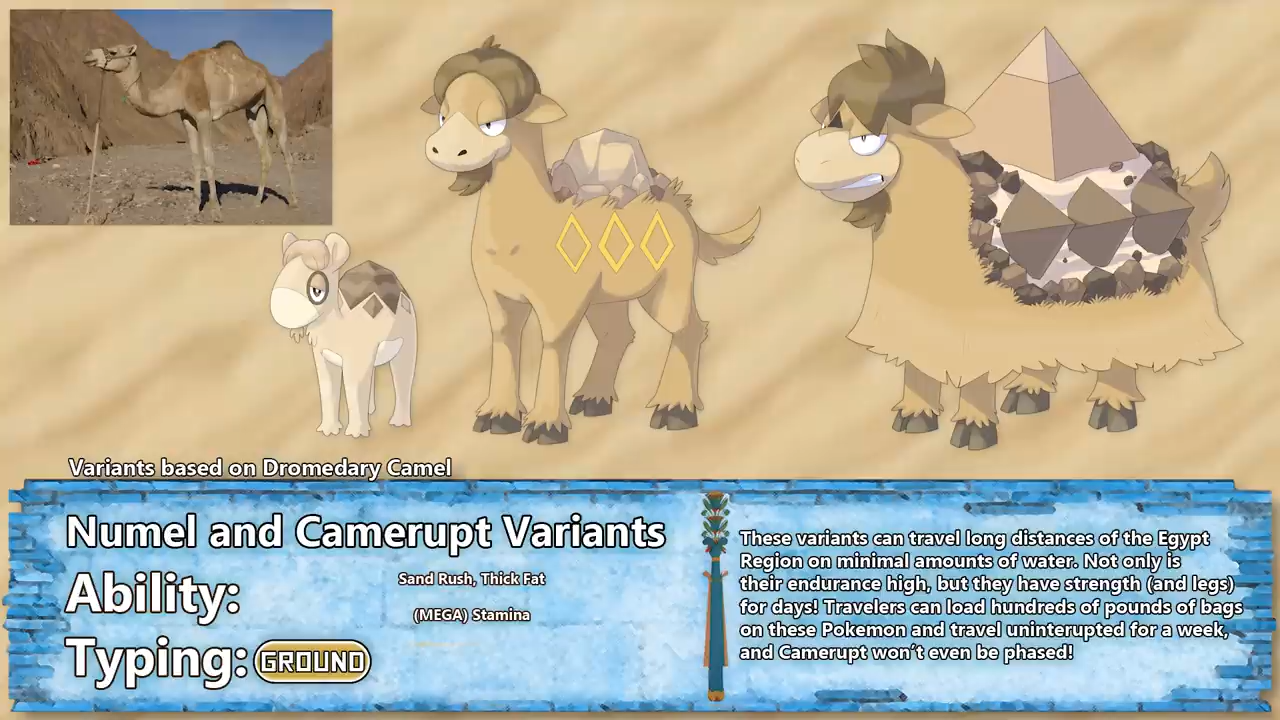 Variants based on Dromedary Camel
Numel and Camerupt Variants
Ability:
Sand Rush, Thick Fat
(MEGA) Stamina
Typing: GROUND
These variants can travel long distances of the Egypt
Region on minimal amounts of water. Not only is
their endurance high, but they have strength (and legs)
for days! Travelers can load hundreds of pounds of bags
on these Pokemon and travel uninterupted for a week,
and Camerupt won't even be phased!